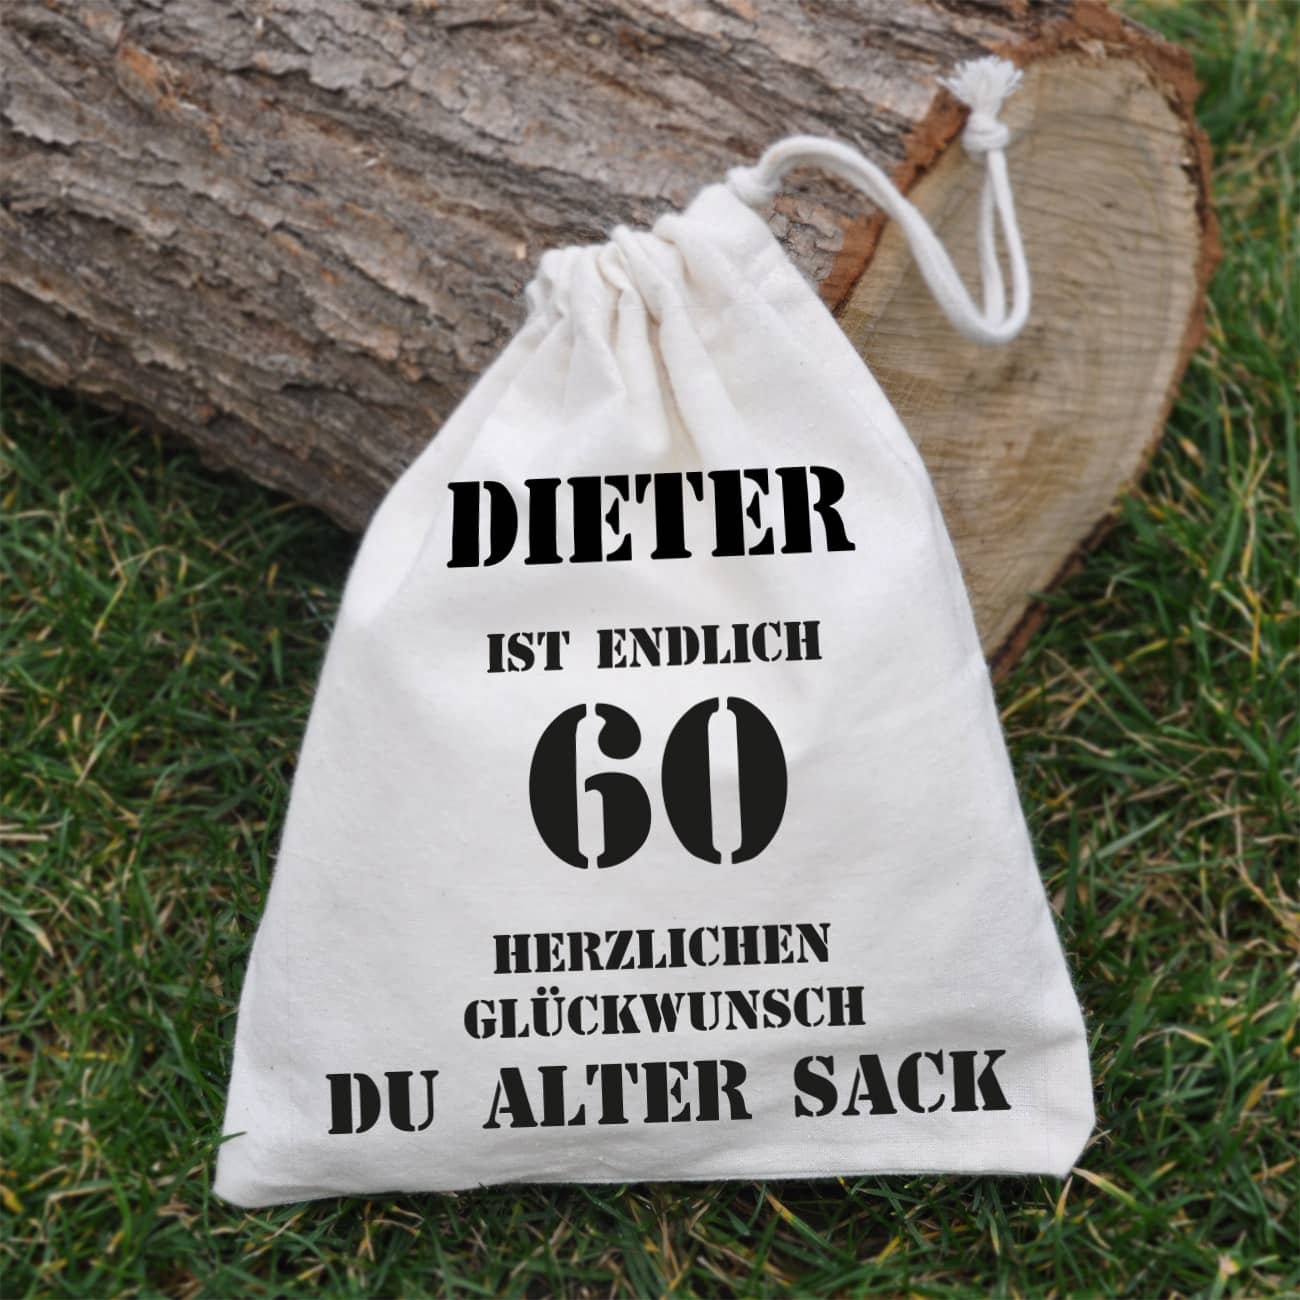 DIETER
IST ENDLICH
60
HERZLICHEN
GLÜCKWUNSCH
DU ALTER SACK